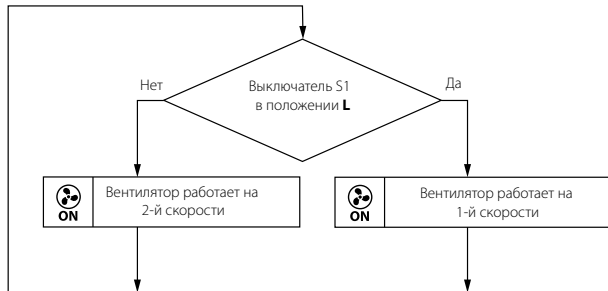 Выключатель S1
в положении L
Нет
Да
ON
Вентилятор работает на
2-й скорости
ON
Вентилятор работает на
1-й скорости